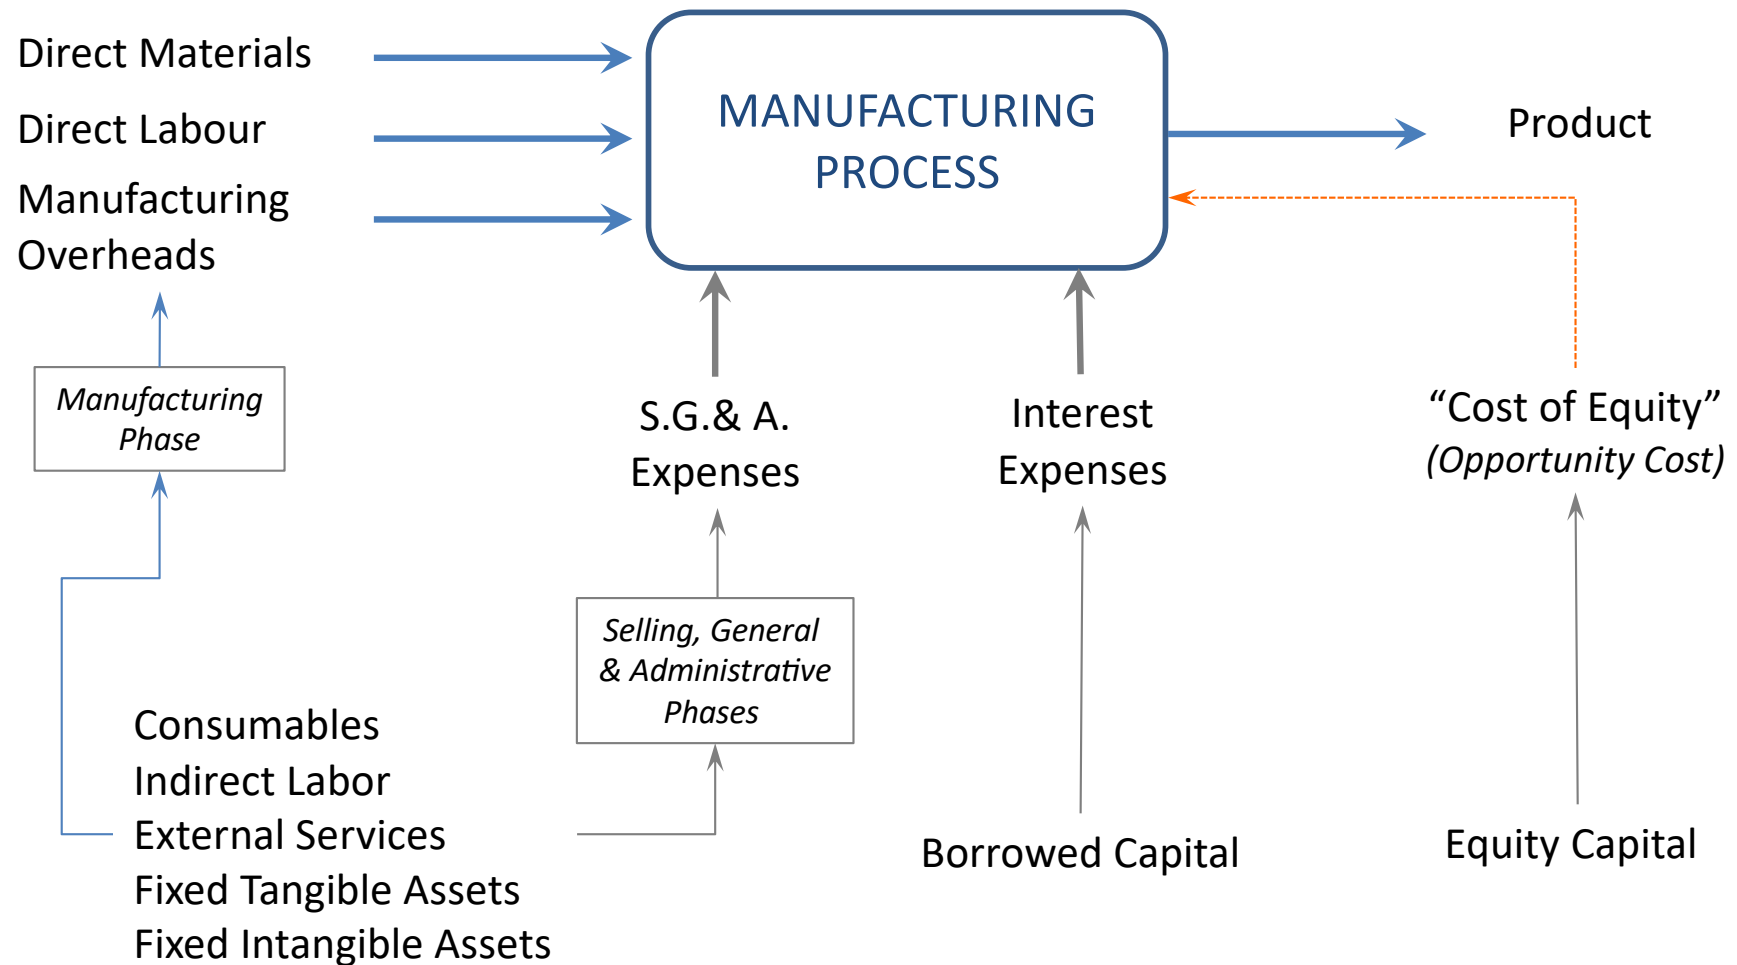 Direct Materials
Direct Labour
Manufacturing
Overheads
MANUFACTURING
PROCESS
Product
Manufacturing
Phase
S.G.& A.
Expenses
Interest
Expenses
“Cost of Equity”
(Opportunity Cost)
Selling, General
& Administrative
Phases
Consumables
Indirect Labor
External Services
Fixed Tangible Assets
Fixed Intangible Assets
Borrowed Capital
Equity Capital